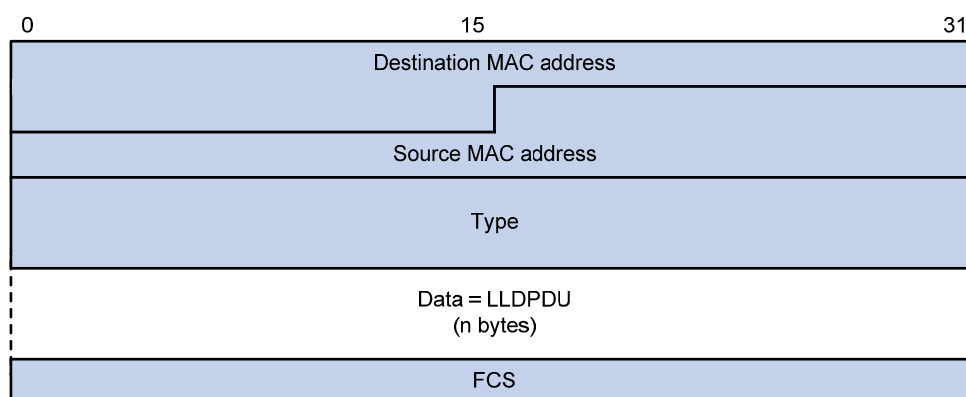 0 15 31
Destination MAC address
Source MAC address
Type
Data = LLDPDU
(n bytes)
FCS